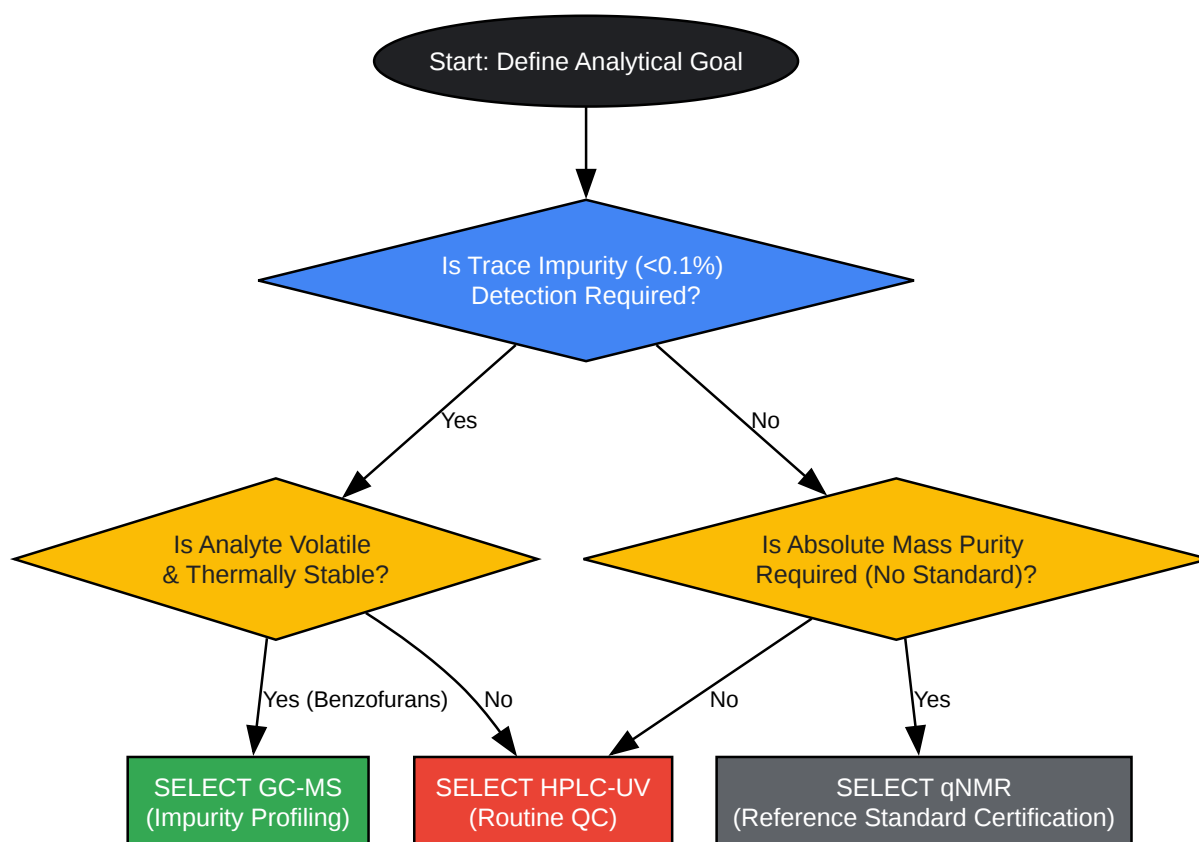 Start: Define Analytical Goal
Is Trace Impurity (<0.1%)
Detection Required?
Yes
No
Is Analyte Volatile
& Thermally Stable?
Is Absolute Mass Purity
Required (No Standard)?
Yes (Benzofurans)
No
No
Yes
SELECT GC-MS
(Impurity Profiling)
SELECT HPLC-UV
(Routine QC)
SELECT qNMR
(Reference Standard Certification)